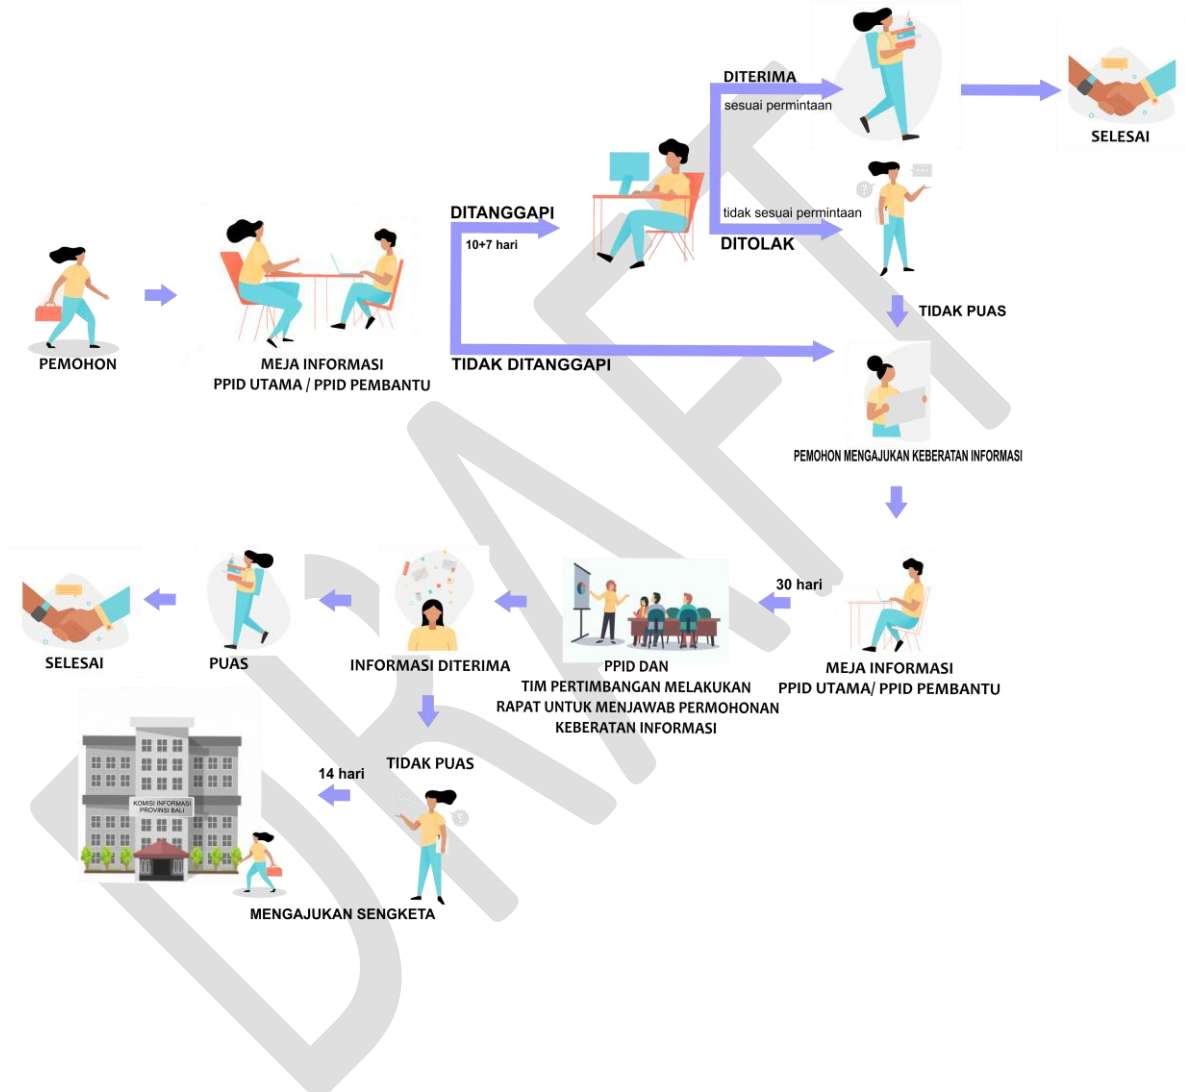 DITERIMA
sesuai permintaan
SELESAI
DITANGGAPI
10+7 hari
tidak sesuai permintaan
DITOLAK
TIDAK PUAS
PEMOHON
MEJA INFORMASI
PPID UTAMA / PPID PEMBANTU
TIDAK DITANGGAPI
PEMOHON MENGAJUKAN KEBERATAN INFORMASI
30 hari
MEJA INFORMASI
PPID UTAMA/ PPID PEMBANTU
PPID DAN
TIM PERTIMBANGAN MELAKUKAN
RAPAT UNTUK MENJAWAB PERMOHONAN
KEBERATAN INFORMASI
INFORMASI DITERIMA
PUAS
SELESAI
TIDAK PUAS
14 hari
KOMISI INFORMASI
PROVINSI BALI
MENGAJUKAN SENGKETA
DRAFT